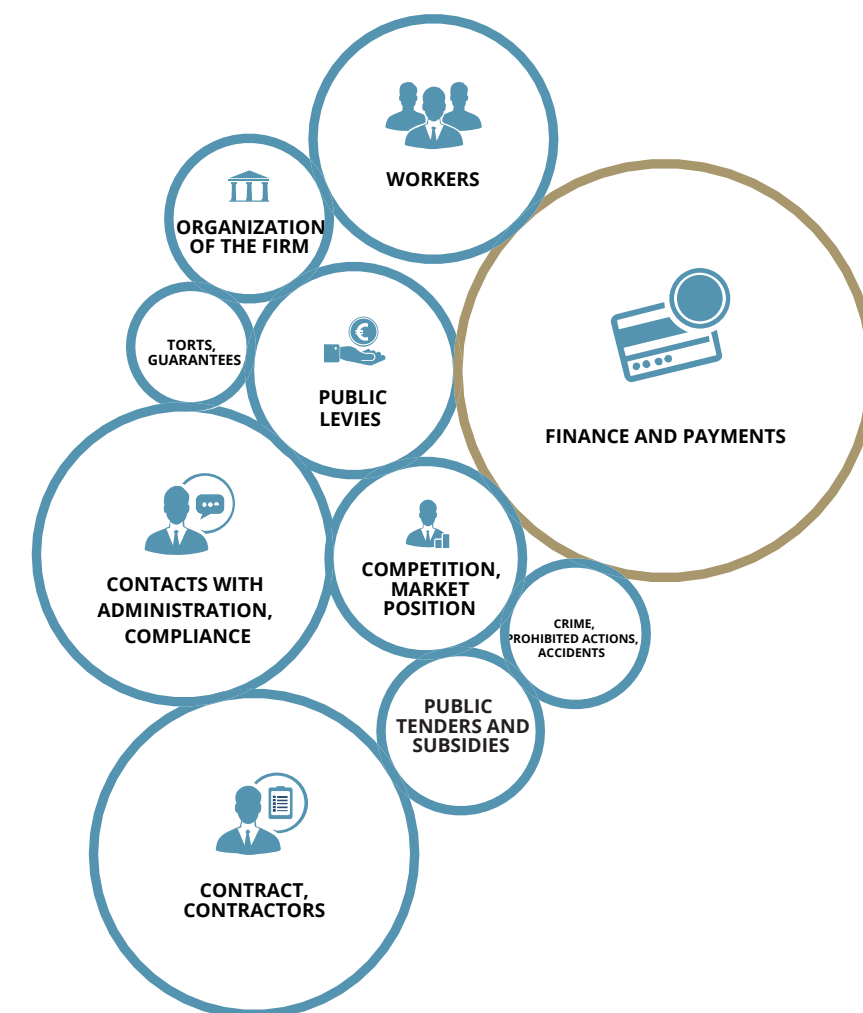 WORKERS
ORGANIZATION
OF THE FIRM
TORTS,
GUARANTEES
€
PUBLIC
LEVIES
FINANCE AND PAYMENTS
CONTACTS WITH
ADMINISTRATION,
COMPLIANCE
COMPETITION,
MARKET
POSITION
CRIME,
PROHIBITED ACTIONS,
ACCIDENTS
PUBLIC
TENDERS AND
SUBSIDIES
CONTRACT,
CONTRACTORS